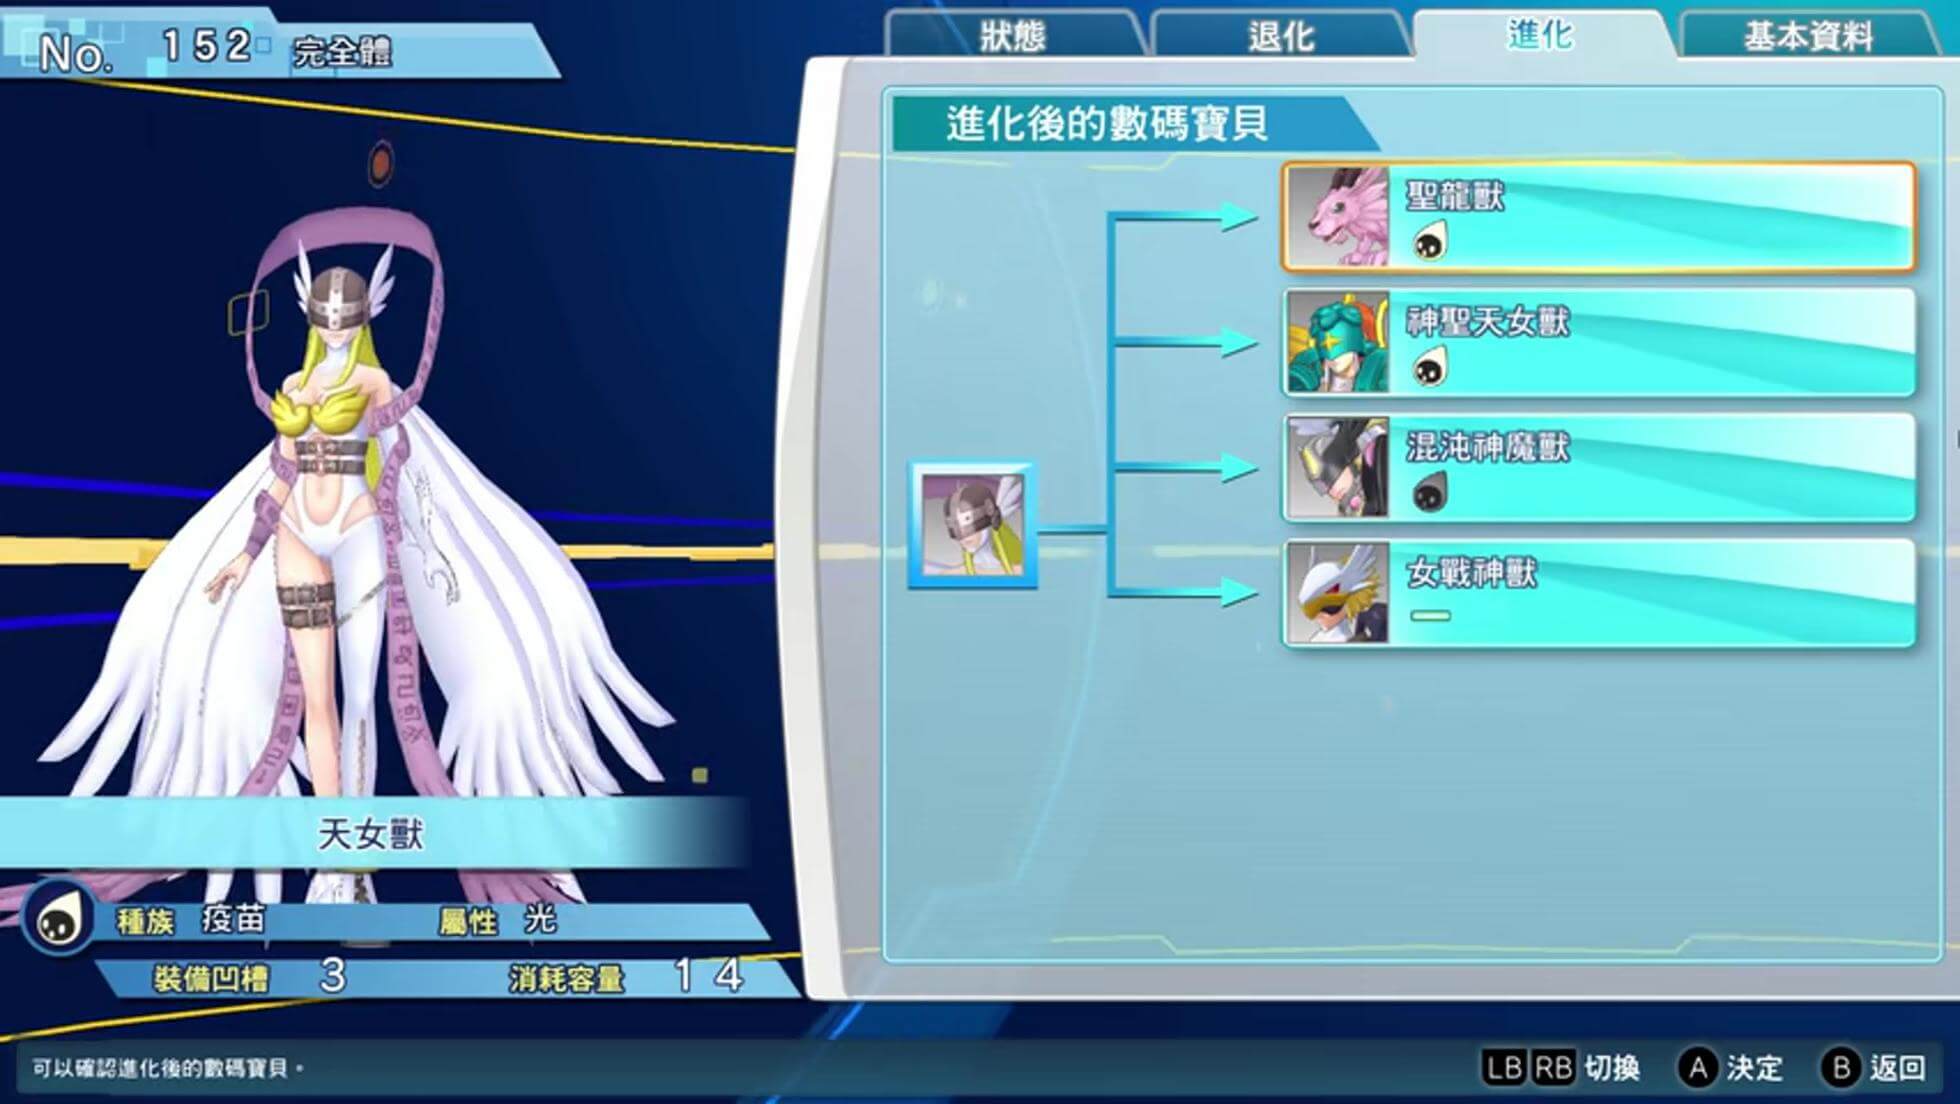 No. 152 完全體
狀態 退化 進化 基本資料
進化後的數碼寶貝
聖龍獸
神聖天女獸
混沌神魔獸
女戰神獸
天女獸
種族 疫苗 屬性 光
裝備凹槽 3 消耗容量 14
可以確認進化後的數碼寶貝。
LB RB 切換 A 決定 B 返回